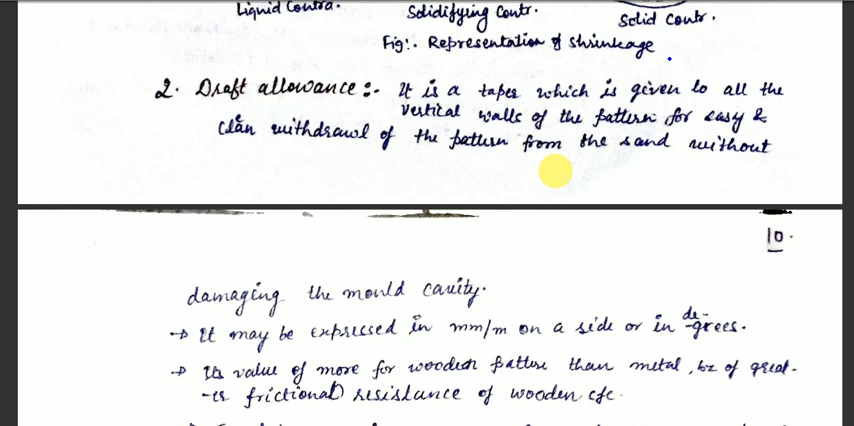 Liquid Contra.
Solidifying Contr.
Solid Contr.
Fig:. Representation of Shrinkage
2. Draft allowance :- It is a taper which is given to all the
vertical walls of the pattern for easy &
clean withdrawl of the pattern from the sand without
10.
damaging the mould cavity.
→ It may be expressed in mm/m on a side or in de-
-grees.
→ Its value of more for wooden pattern than metal, bz of great-
-er frictional resistance of wooden